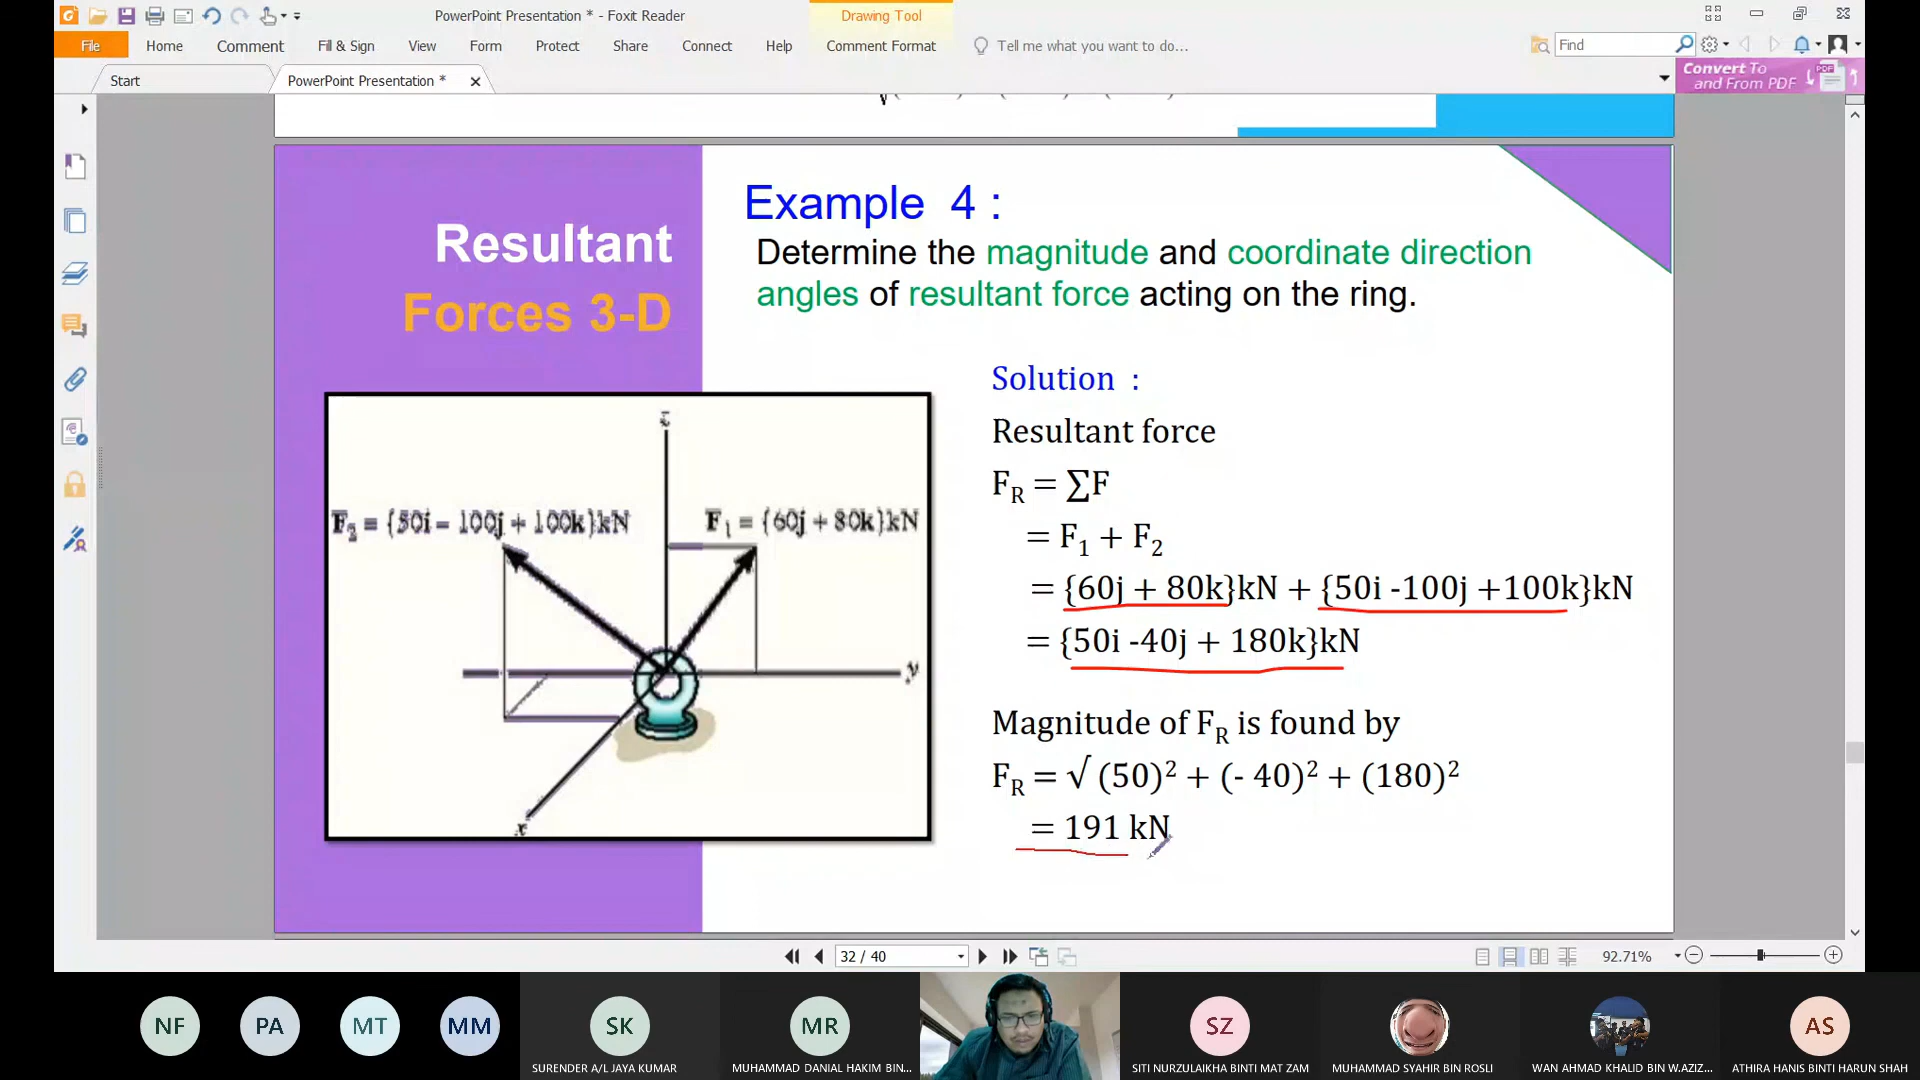 PowerPoint Presentation * - Foxit Reader
Drawing Tool
File Home Comment Fill & Sign View Form Protect Share Connect Help Comment Format Tell me what you want to do... Find
Start
PowerPoint Presentation *
Convert To
and From PDF
PDF
Resultant
Forces 3-D
Example 4 :
Determine the magnitude and coordinate direction
angles of resultant force acting on the ring.
z
F₂ = {50i – 100j + 100k}kN
F₁ = {60j + 80k}kN
y
x
Solution :
Resultant force
F_R = ∑F
= F₁ + F₂
= {60j + 80k}kN + {50i -100j +100k}kN
= {50i -40j + 180k}kN
Magnitude of F_R is found by
F_R = √ (50)² + (- 40)² + (180)²
= 191 kN
32 / 40
92.71%
NF
PA
MT
MM
SK
SURENDER A/L JAYA KUMAR
MR
MUHAMMAD DANIAL HAKIM BIN...
SZ
SITI NURZULAIKHA BINTI MAT ZAM
MUHAMMAD SYAHIR BIN ROSLI
WAN AHMAD KHALID BIN W.AZIZ...
AS
ATHIRA HANIS BINTI HARUN SHAH